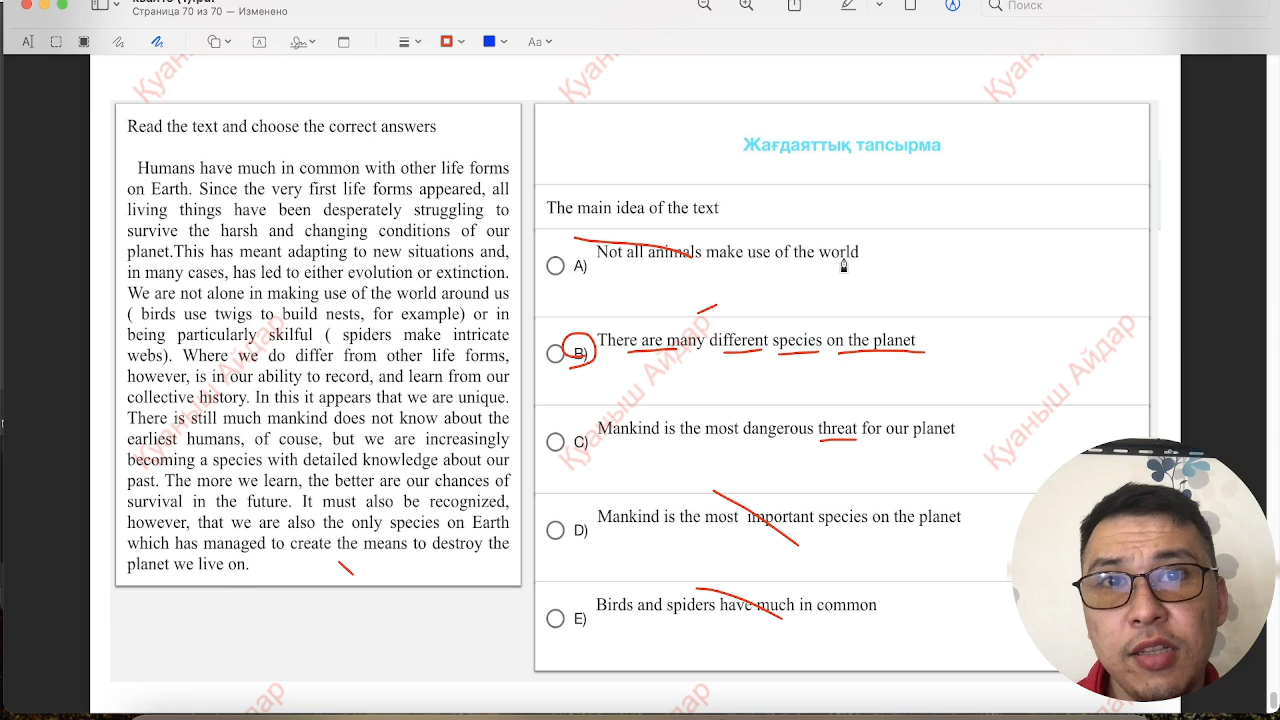 Страница 70 из 70 — Изменено
Поиск
Aa
Read the text and choose the correct answers
Humans have much in common with other life forms
on Earth. Since the very first life forms appeared, all
living things have been desperately struggling to
survive the harsh and changing conditions of our
planet.This has meant adapting to new situations and,
in many cases, has led to either evolution or extinction.
We are not alone in making use of the world around us
( birds use twigs to build nests, for example) or in
being particularly skilful ( spiders make intricate
webs). Where we do differ from other life forms,
however, is in our ability to record, and learn from our
collective history. In this it appears that we are unique.
There is still much mankind does not know about the
earliest humans, of couse, but we are increasingly
becoming a species with detailed knowledge about our
past. The more we learn, the better are our chances of
survival in the future. It must also be recognized,
however, that we are also the only species on Earth
which has managed to create the means to destroy the
planet we live on.
Жағдаяттық тапсырма
The main idea of the text
A) Not all animals make use of the world
B) There are many different species on the planet
C) Mankind is the most dangerous threat for our planet
D) Mankind is the most important species on the planet
E) Birds and spiders have much in common
Қуаныш Айдар
Қуаныш Айдар
Қуаныш Айдар